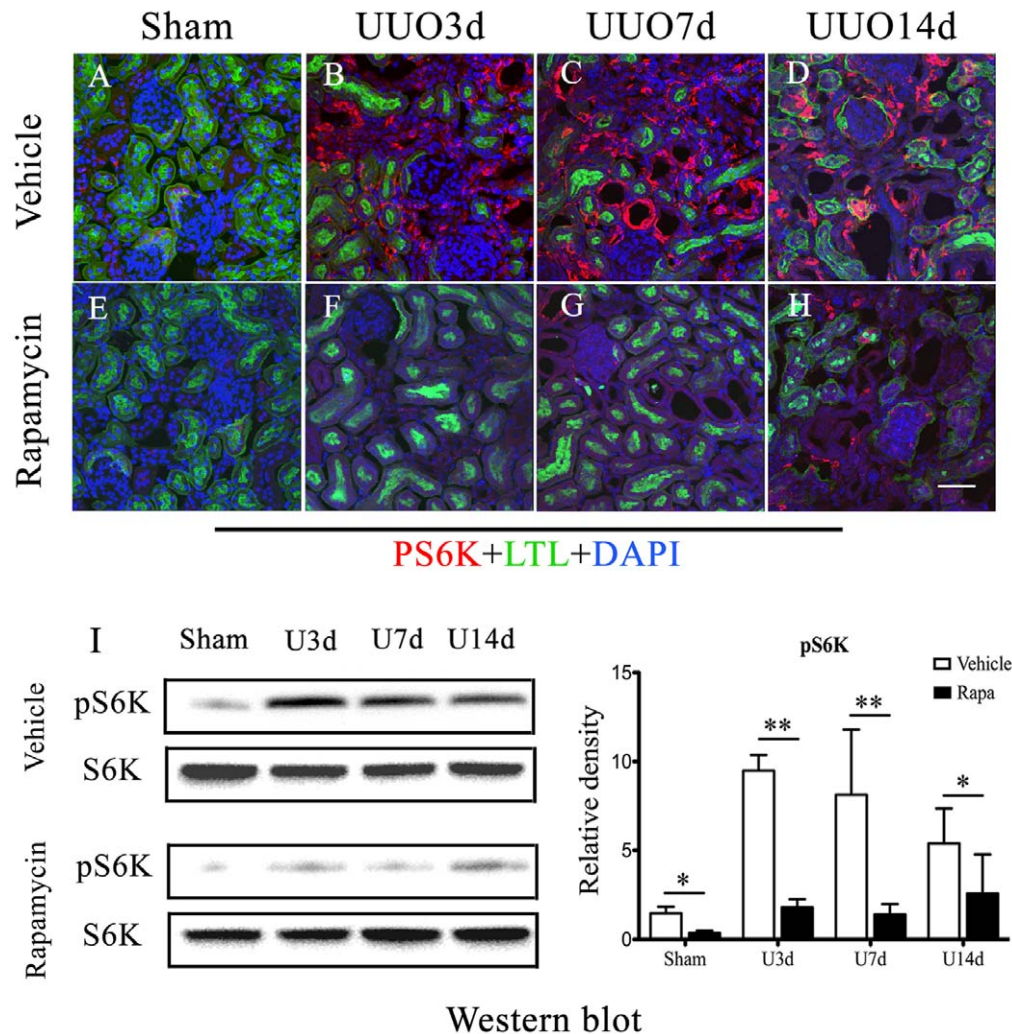 Sham UUO3d UUO7d UUO14d
Vehicle
A B C D
Rapamycin
E F G H
PS6K+LTL+DAPI
I Sham U3d U7d U14d
Vehicle
pS6K
S6K
Rapamycin
pS6K
S6K
pS6K
Vehicle
Rapa
Relative density
15
10
5
0
* ** ** *
Sham U3d U7d U14d
Western blot